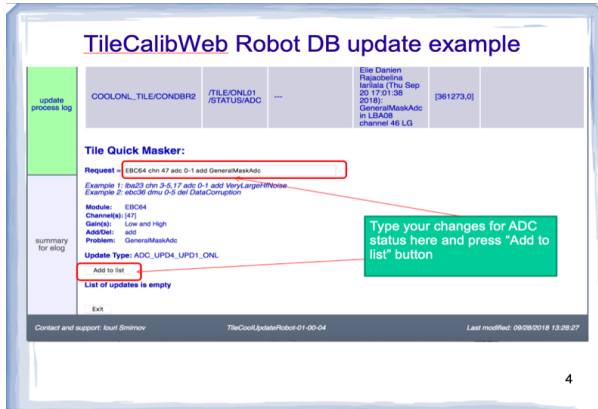 TileCalibWeb Robot DB update example
update
process log
COOLONL_TILE/CONDBR2
/TILE/ONL01
/STATUS/ADC
---
Elie Danien
Rajaobelina
Iarilala (Thu Sep
20 17:01:38
2018):
GeneralMaskAdc
in LBA08
channel 46 LG
[361273,0]
Tile Quick Masker:
Request = EBC64 chn 47 adc 0-1 add GeneralMaskAdc
Example 1: lba23 chn 3-5,17 adc 0-1 add VeryLargeHfNoise
Example 2: ebc36 dmu 0-5 del DataCorruption
Module: EBC64
Channel(s): [47]
Gain(s): Low and High
Add/Del: add
Problem: GeneralMaskAdc
summary
for elog
Update Type: ADC_UPD4_UPD1_ONL
Add to list
List of updates is empty
Exit
Type your changes for ADC
status here and press "Add to
list" button
Contact and support: Iouri Smirnov TileCoolUpdateRobot-01-00-04 Last modified: 09/28/2018 13:28:27
4